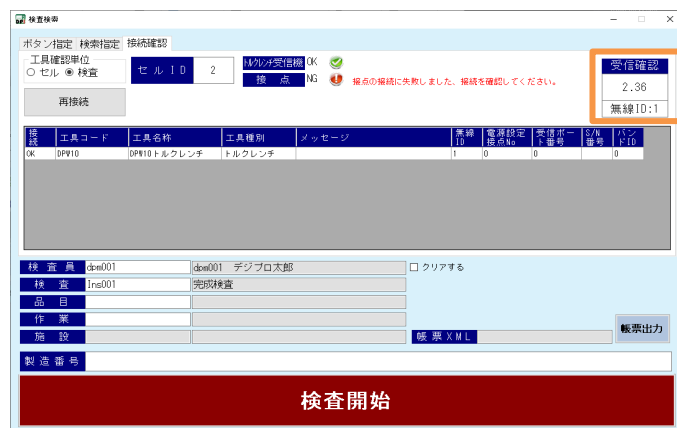 検査検索
ボタン指定 検索指定 接続確認
工具確認単位
セル 検査
セルID 2
トルクレンチ受信機 OK
接点 NG 接点の接続に失敗しました、接続を確認してください。
受信確認
2.36
無線ID:1
再接続
接続 工具コード 工具名称 工具種別 メッセージ 無線ID 電源設定接点No 受信ポート番号 S/N番号 バンドID
OK DPW10 DPW10トルクレンチ トルクレンチ 1 0 0 0
検査員 dpm001 dpm001 デジプロ太郎 クリアする
検査 Ins001 完成検査
品目
作業
施設 帳票XML 帳票出力
製造番号
検査開始